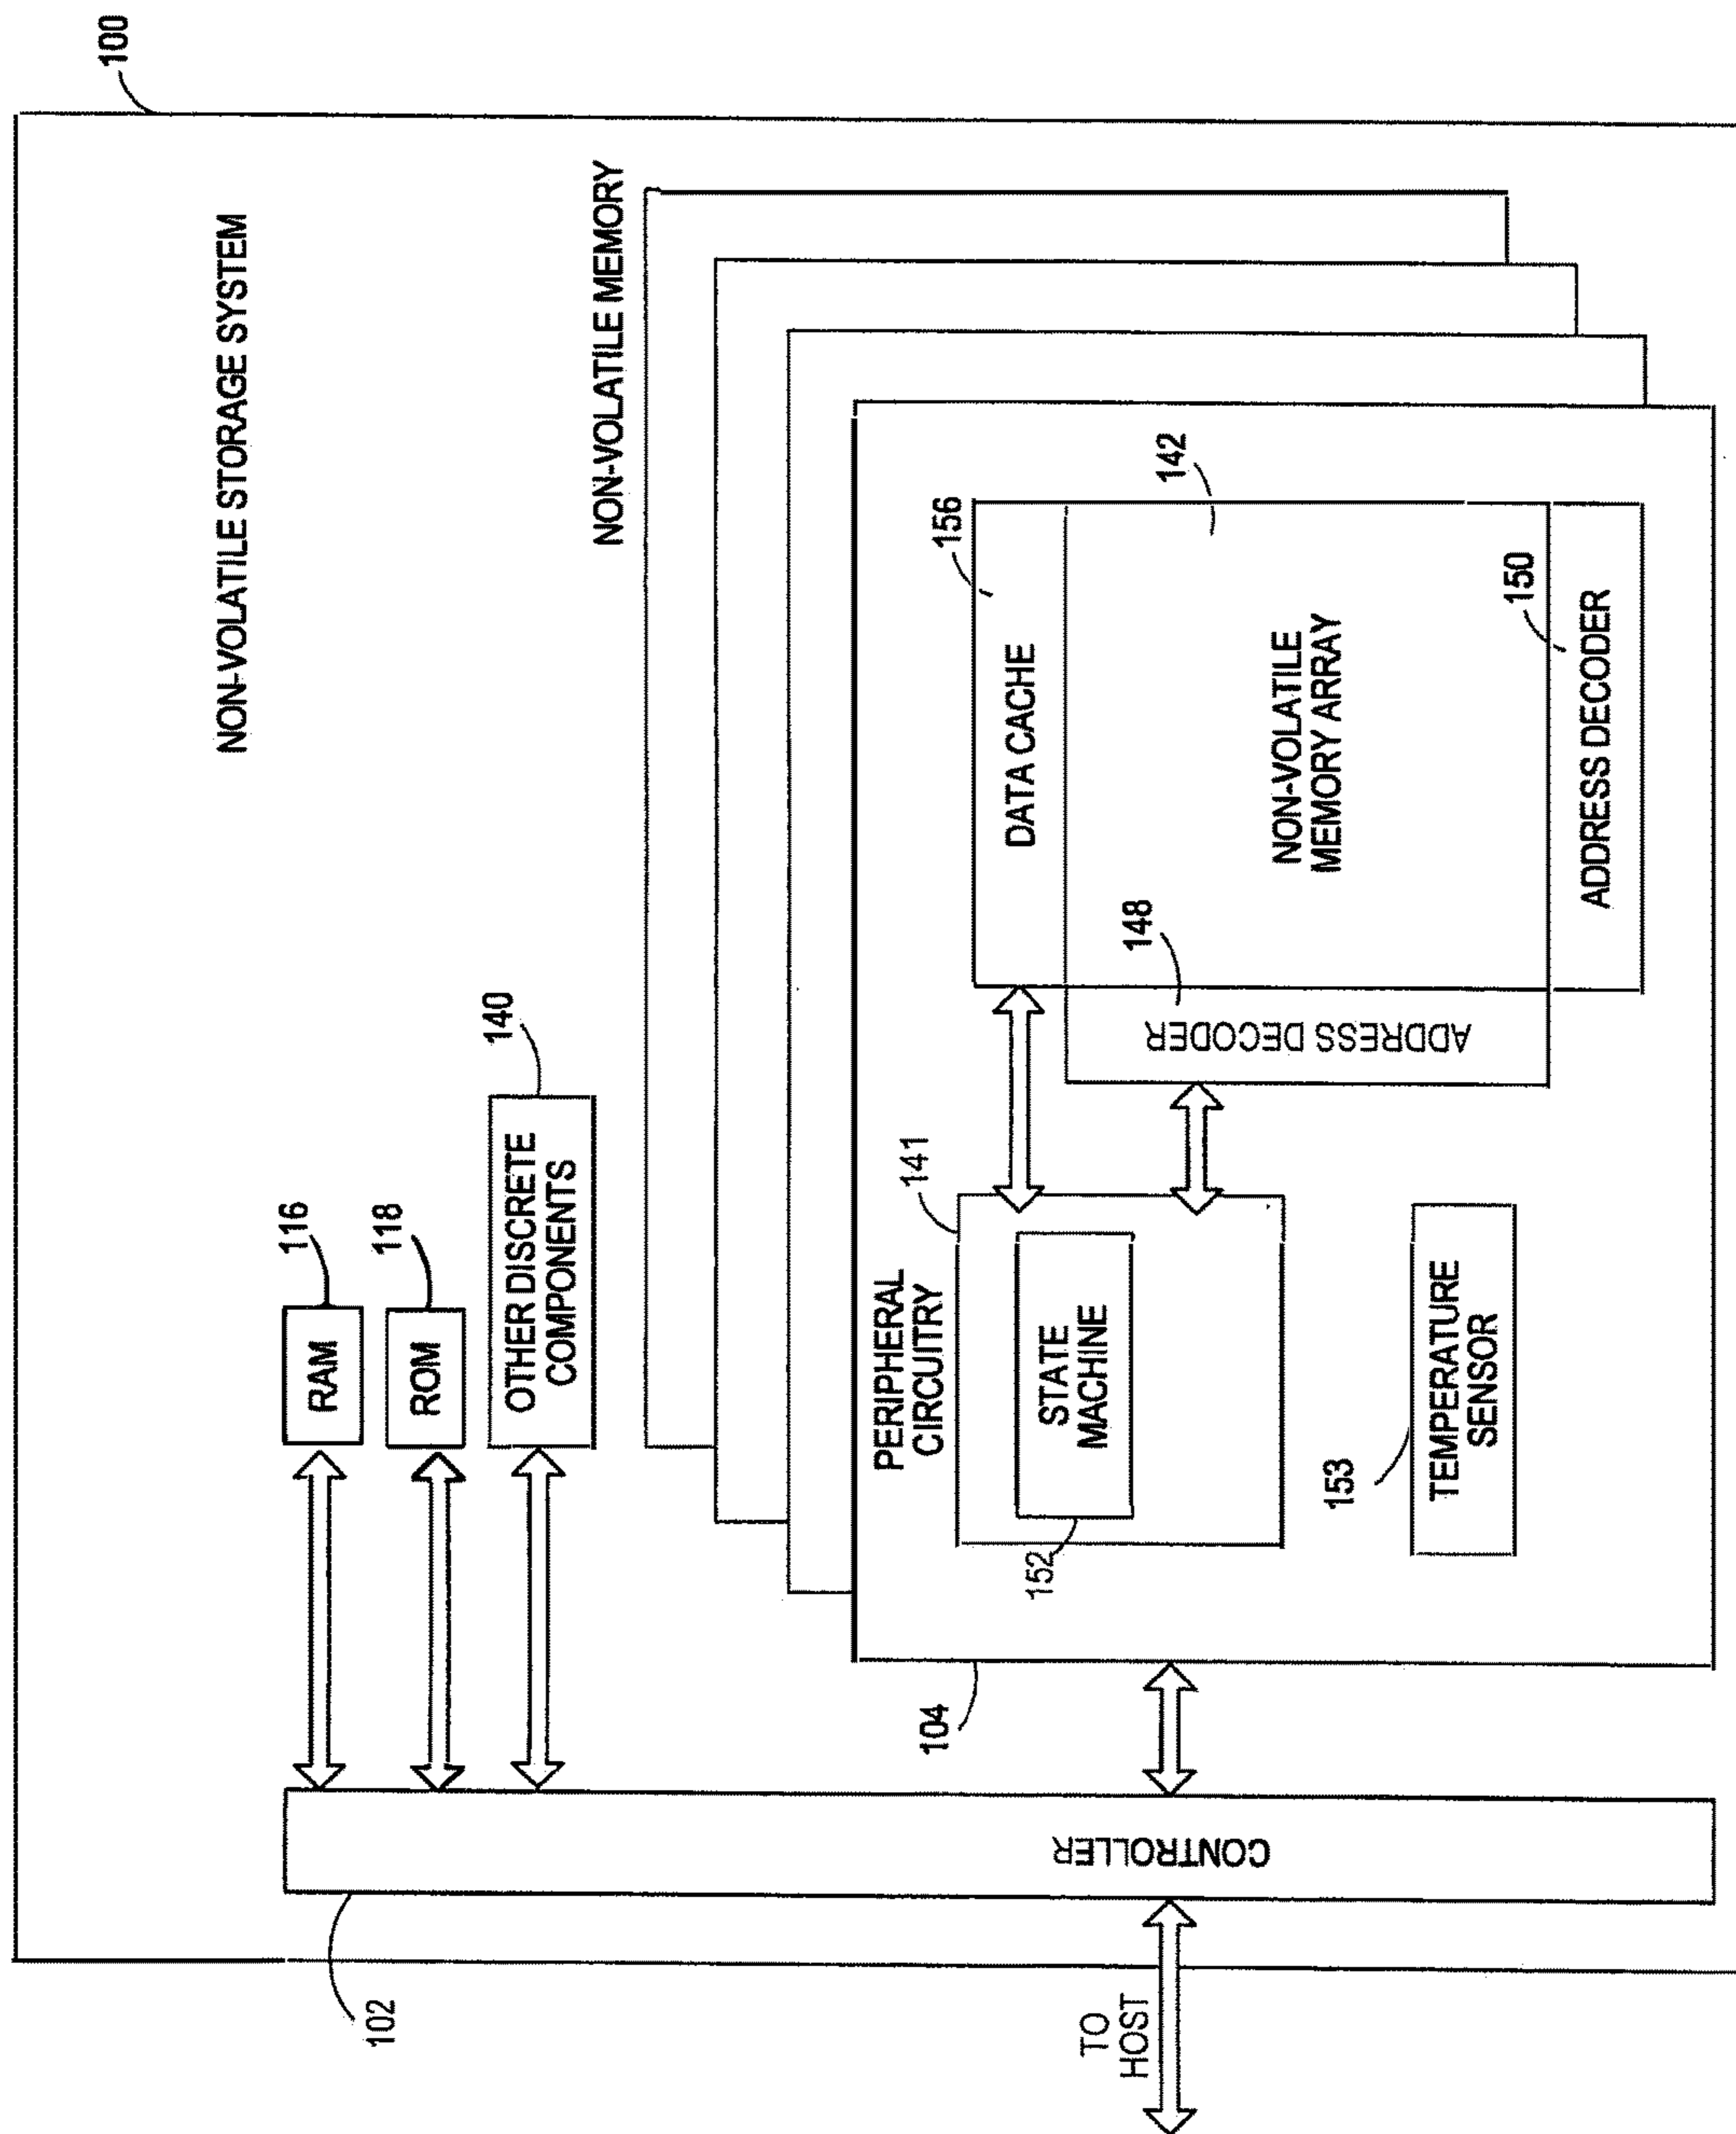 100
NON-VOLATILE STORAGE SYSTEM
116
RAM
118
ROM
140
OTHER DISCRETE
COMPONENTS
NON-VOLATILE MEMORY
102
CONTROLLER
TO
HOST
104
PERIPHERAL
CIRCUITRY
141
STATE
MACHINE
152
153
TEMPERATURE
SENSOR
156
DATA CACHE
148
ADDRESS DECODER
142
NON-VOLATILE
MEMORY ARRAY
150
ADDRESS DECODER